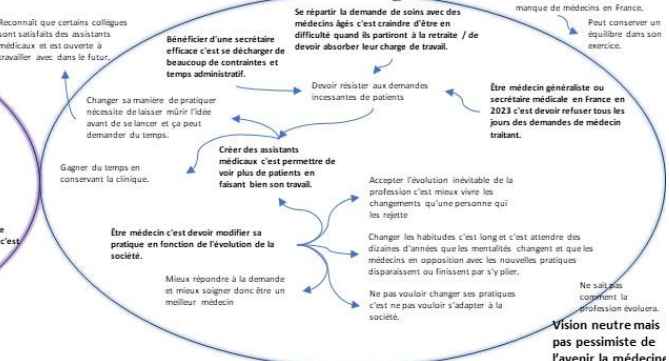 Reconnaît que certains collègues
sont satisfaits des assistants
médicaux et est ouverte à
travailler avec dans le futur.
Bénéficier d'une secrétaire
efficace c'est se décharger de
beaucoup de contraintes et
temps administratif.
Se répartir la demande de soins avec des
médecins âgés c'est craindre d'être en
difficulté quand ils partiront à la retraite / de
devoir absorber leur charge de travail.
manque de médecins en France.
Peut conserver un
équilibre dans son
exercice.
Devoir résister aux demandes
incessantes de patients
Être médecin généraliste ou
secrétaire médicale en France en
2023 c'est devoir refuser tous les
jours des demandes de médecin
traitant.
Changer sa manière de pratiquer
nécessite de laisser mûrir l'idée
avant de se lancer et ça peut
demander du temps.
Créer des assistants
médicaux c'est permettre de
voir plus de patients en
faisant bien son travail.
Gagner du temps en
conservant la clinique.
Accepter l'évolution inévitable de la
profession c'est mieux vivre les
changements qu'une personne qui
les rejette
c'est
Être médecin c'est devoir modifier sa
pratique en fonction de l'évolution de la
société.
Changer les habitudes c'est long et c'est attendre des
dizaines d'années que les mentalités changent et que les
médecins en opposition avec les nouvelles pratiques
disparaissent ou finissent par s'y plier.
Mieux répondre à la demande
et mieux soigner donc être un
meilleur médecin
Ne pas vouloir changer ses pratiques
c'est ne pas vouloir s'adapter à la
société.
Ne sait pas
comment la
profession évoluera.
Vision neutre mais
pas pessimiste de
l'avenir la médecine